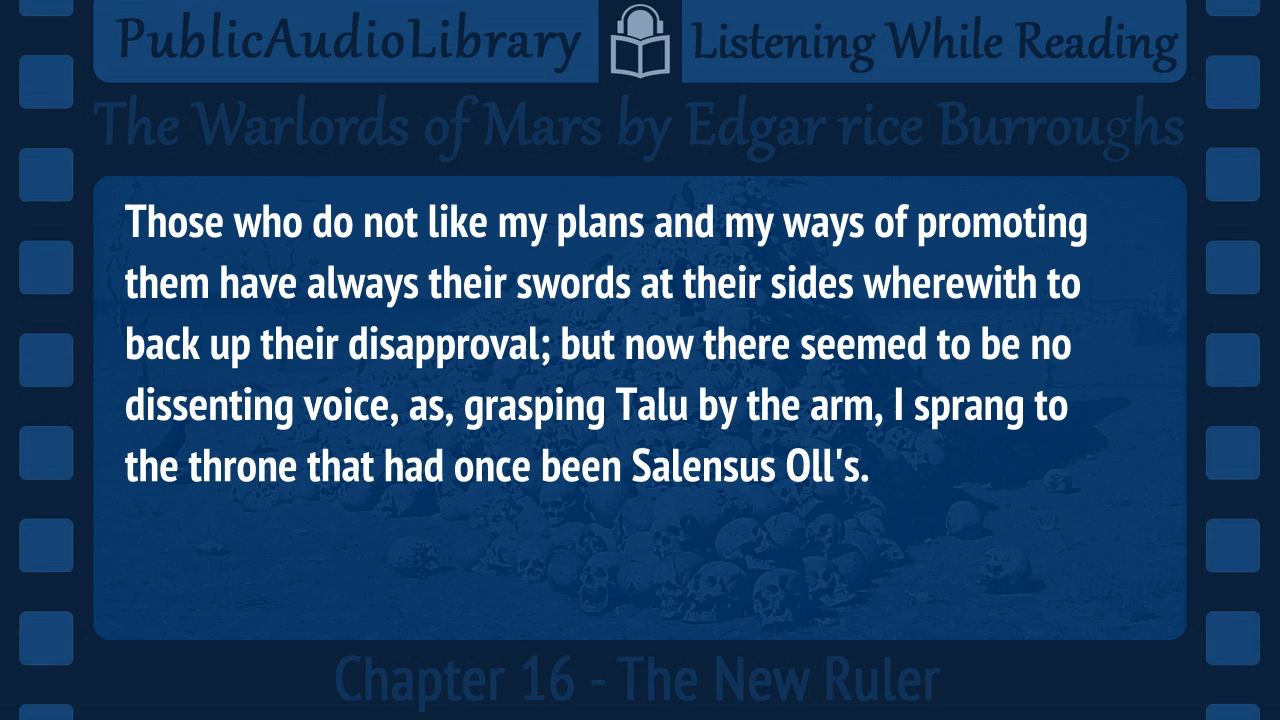 PublicAudioLibrary Listening While Reading
The Warlords of Mars by Edgar rice Burroughs
Those who do not like my plans and my ways of promoting
them have always their swords at their sides wherewith to
back up their disapproval; but now there seemed to be no
dissenting voice, as, grasping Talu by the arm, I sprang to
the throne that had once been Salensus Oll's.
Chapter 16 - The New Ruler